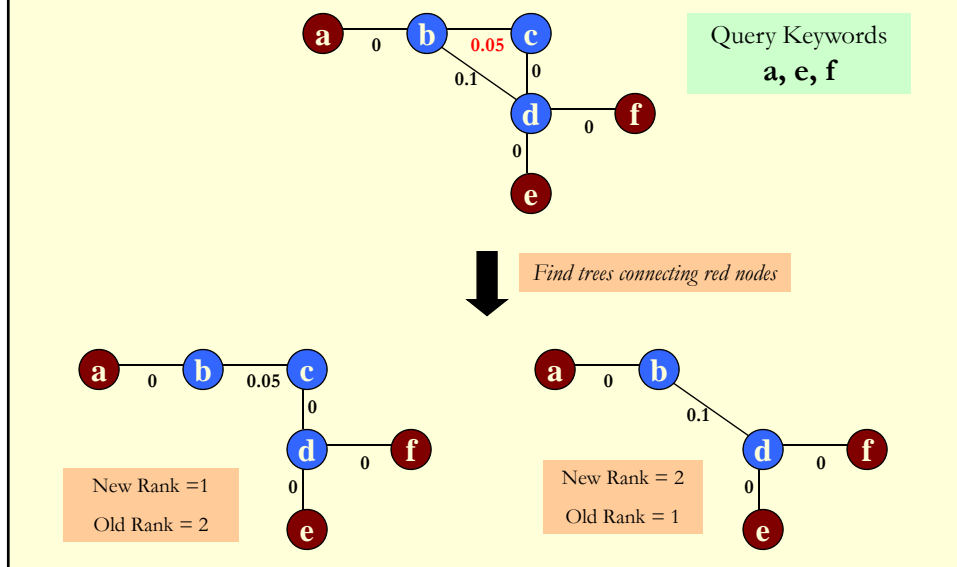 a b c
0 0.05
0.1 0
d f
0
0
e
Query Keywords
a, e, f
Find trees connecting red nodes
a b c
0 0.05
0
d f
0
0
e
New Rank =1
Old Rank = 2
a b
0
0.1
d f
0
0
e
New Rank = 2
Old Rank = 1